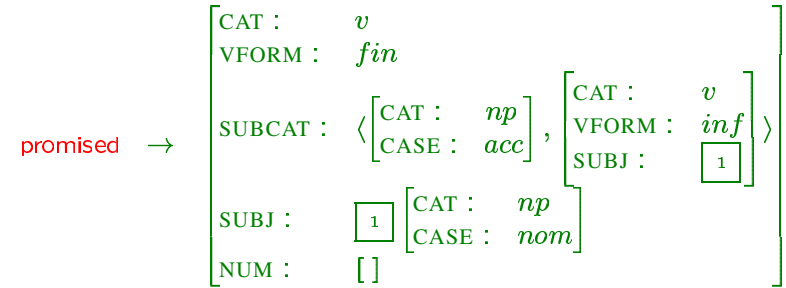 CAT : v
VFORM : fin
CAT : v
CAT : np VFORM : inf
SUBCAT : ⟨ [ ] , [ ] ⟩
CASE : acc SUBJ : 1
promised →
SUBJ : 1 CAT : np
CASE : nom
NUM : [ ]